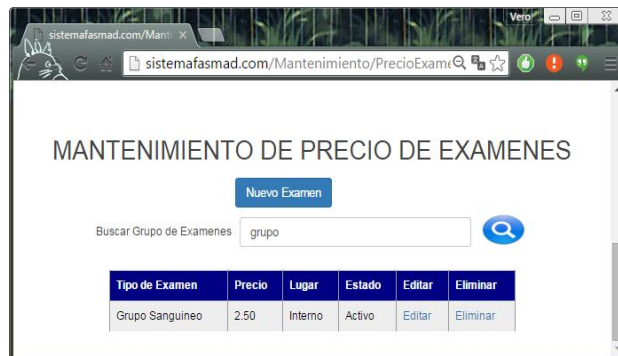 Vero
sistemafasmad.com/Mant
sistemafasmad.com/Mantenimiento/PrecioExam
MANTENIMIENTO DE PRECIO DE EXAMENES
Nuevo Examen
Buscar Grupo de Examenes grupo
Tipo de Examen Precio Lugar Estado Editar Eliminar
Grupo Sanguineo 2.50 Interno Activo Editar Eliminar